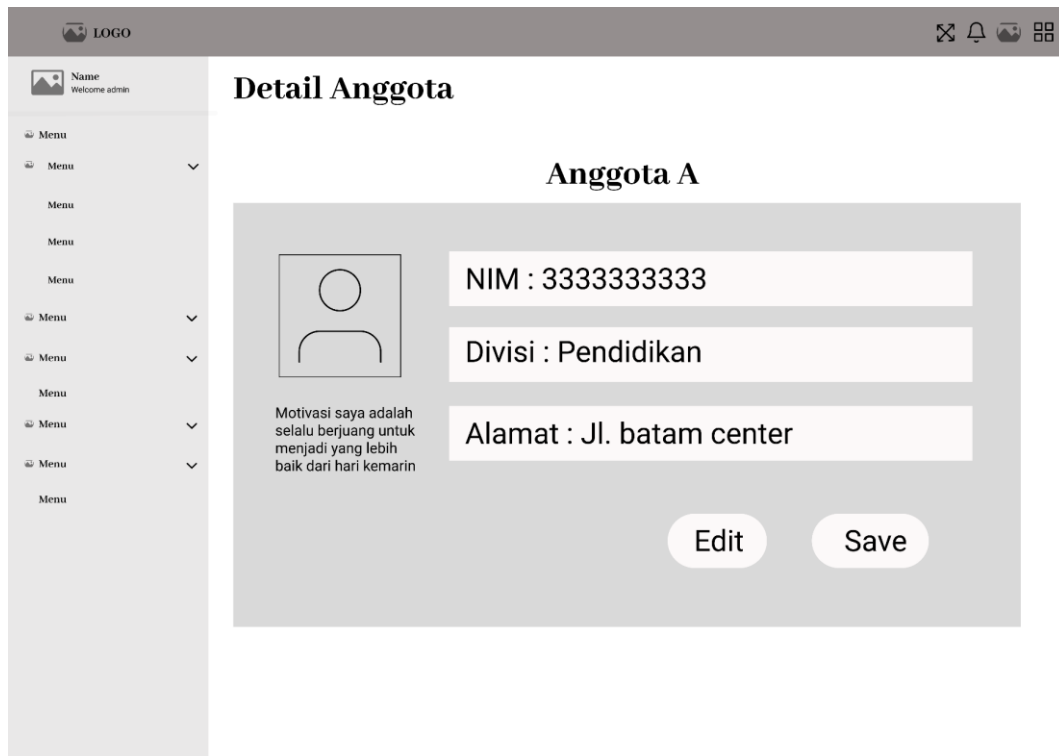 LOGO
Name
Welcome admin
Menu
Menu
Menu
Menu
Menu
Menu
Menu
Menu
Menu
Menu
Menu
Detail Anggota
Anggota A
Motivasi saya adalah
selalu berjuang untuk
menjadi yang lebih
baik dari hari kemarin
NIM : 3333333333
Divisi : Pendidikan
Alamat : Jl. batam center
Edit
Save